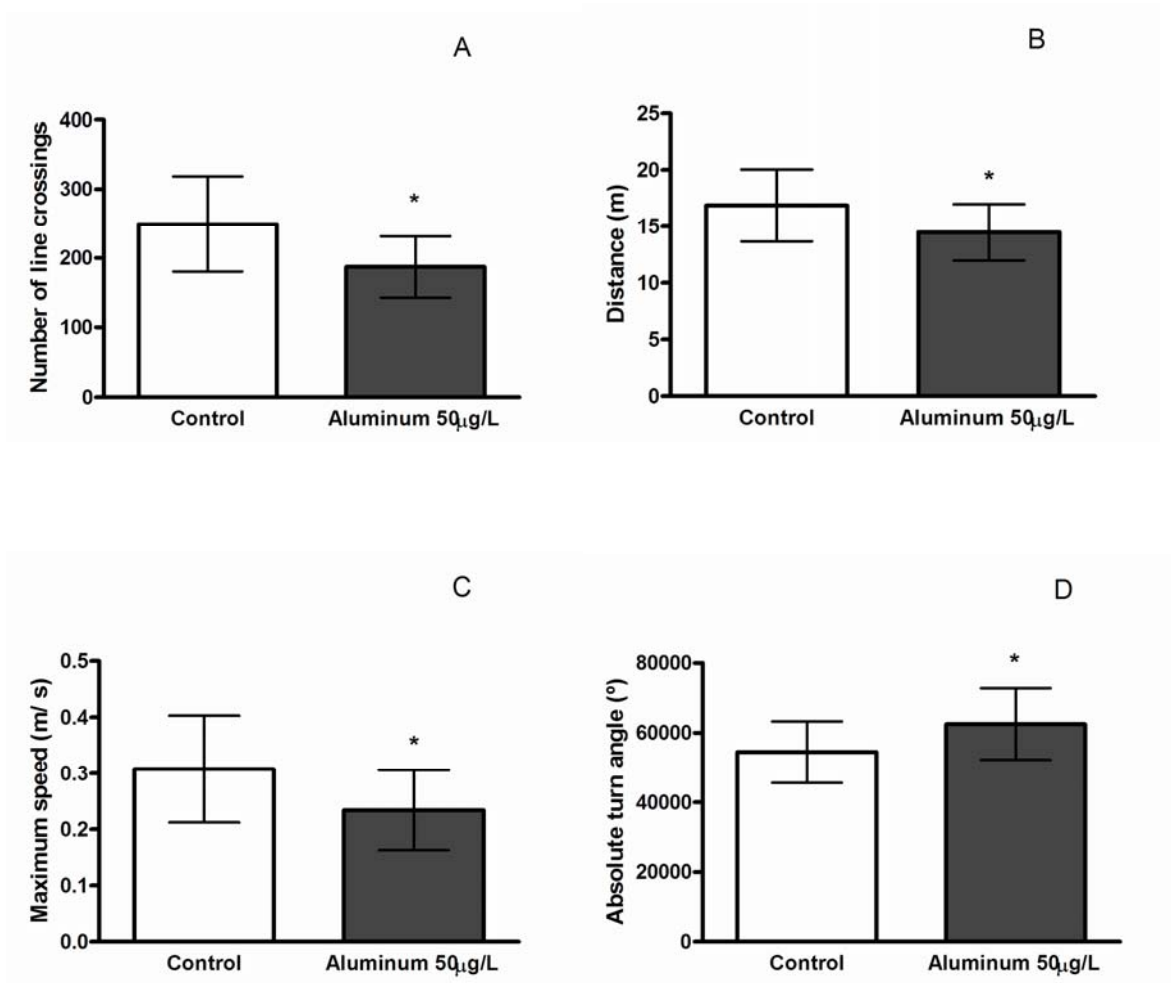 A
Number of line crossings
400
300
200
100
0
Control
Aluminum 50µg/L
*
B
Distance (m)
25
20
15
10
5
0
Control
Aluminum 50µg/L
*
C
Maximum speed (m/ s)
0.5
0.4
0.3
0.2
0.1
0.0
Control
Aluminum 50µg/L
*
D
Absolute turn angle (º)
80000
60000
40000
20000
0
Control
Aluminum 50µg/L
*